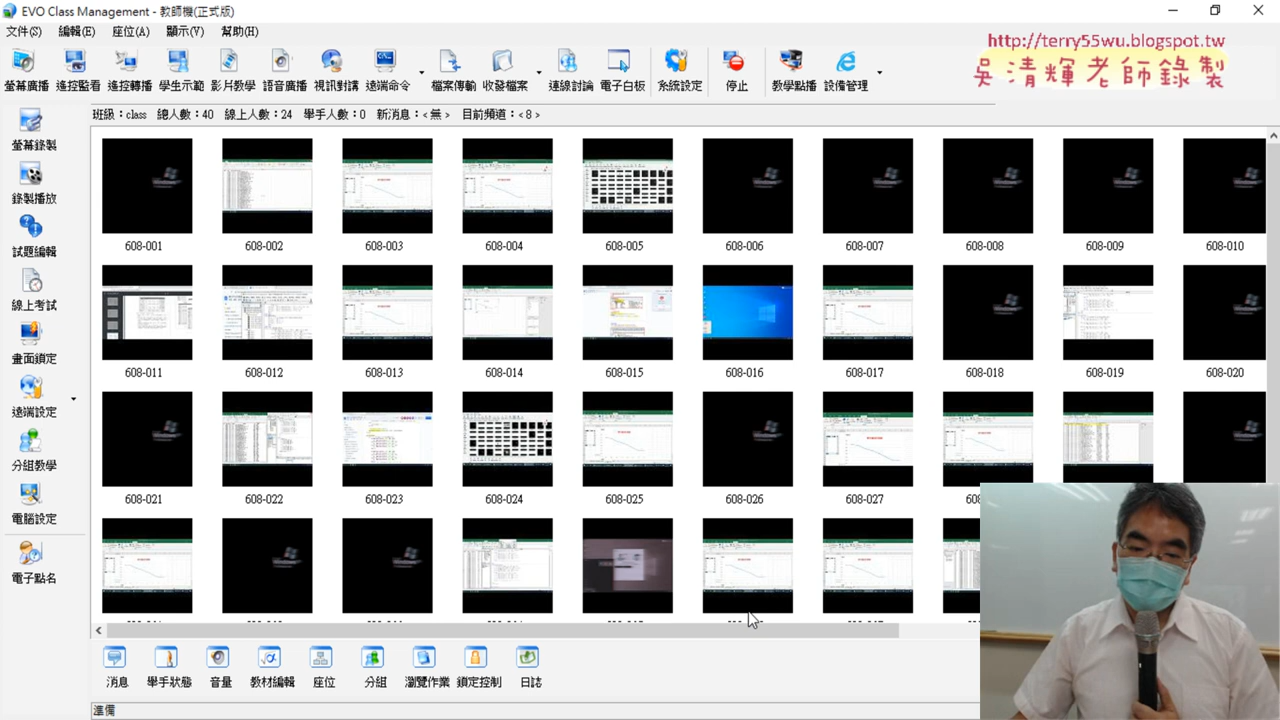 EVO Class Management - 教師機(正式版)
文件(S) 編輯(E) 座位(A) 顯示(V) 幫助(H)
http://terry55wu.blogspot.tw
吳清輝老師錄製
螢幕廣播 遠控監看 遙控轉播 學生示範 影片教學 語音廣播 視訊對講 遠端命令 檔案傳輸 收發檔案 連線討論 電子白板 系統設定 停止 教學點播 設備管理
班級：class 總人數：40 線上人數：24 舉手人數：0 新消息：<無> 目前頻道：<8>
螢幕錄製
錄製播放
試題編輯
線上考試
畫面鎖定
遠端設定
分組教學
電腦設定
電子點名
608-001 608-002 608-003 608-004 608-005 608-006 608-007 608-008 608-009 608-010
608-011 608-012 608-013 608-014 608-015 608-016 608-017 608-018 608-019 608-020
608-021 608-022 608-023 608-024 608-025 608-026 608-027
消息 舉手狀態 音量 教材編輯 座位 分組 瀏覽作業 鎖定控制 日誌
準備